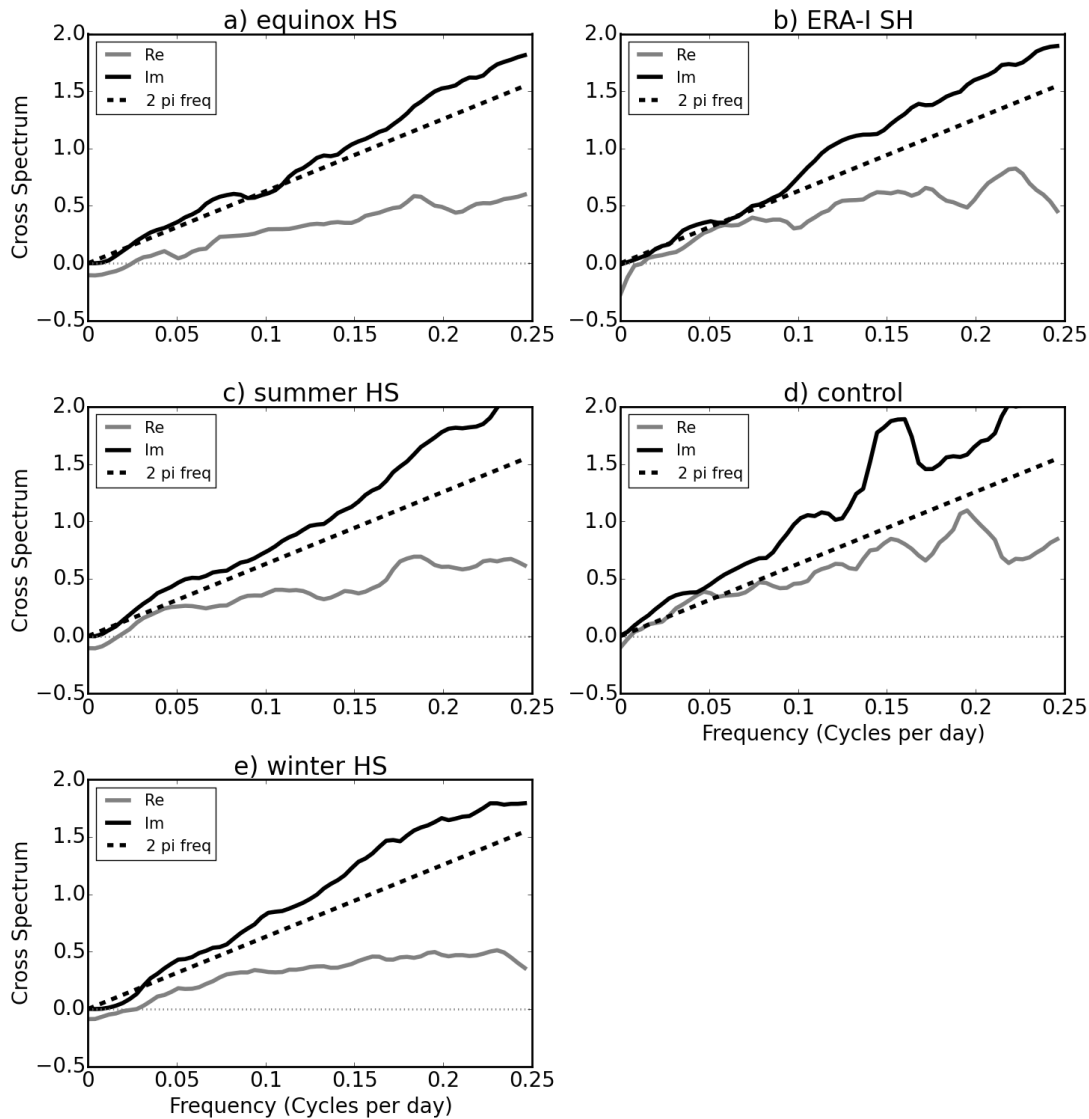 a) equinox HS
2.0
1.5
1.0
0.5
0.0
−0.5
Cross Spectrum
Re
Im
2 pi freq
0
0.05
0.1
0.15
0.2
0.25
b) ERA-I SH
2.0
1.5
1.0
0.5
0.0
−0.5
Re
Im
2 pi freq
0
0.05
0.1
0.15
0.2
0.25
c) summer HS
2.0
1.5
1.0
0.5
0.0
−0.5
Cross Spectrum
Re
Im
2 pi freq
0
0.05
0.1
0.15
0.2
0.25
d) control
2.0
1.5
1.0
0.5
0.0
−0.5
Re
Im
2 pi freq
0
0.05
0.1
0.15
0.2
0.25
Frequency (Cycles per day)
e) winter HS
2.0
1.5
1.0
0.5
0.0
−0.5
Cross Spectrum
Re
Im
2 pi freq
0
0.05
0.1
0.15
0.2
0.25
Frequency (Cycles per day)